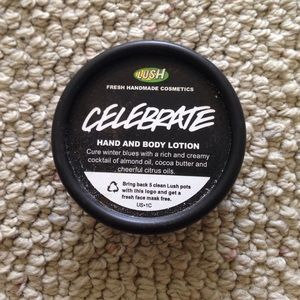 LUSH
FRESH HANDMADE COSMETICS
CELEBRATE
HAND AND BODY LOTION
Cure winter blues with a rich and creamy
cocktail of almond oil, cocoa butter and
cheerful citrus oils.
Bring back 5 clean Lush pots
with this logo and get a
fresh face mask free.
US•1C